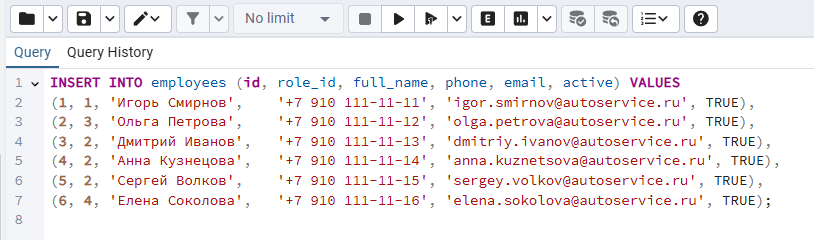 No limit
E
Query Query History
1 INSERT INTO employees (id, role_id, full_name, phone, email, active) VALUES
2 (1, 1, 'Игорь Смирнов', '+7 910 111-11-11', 'igor.smirnov@autoservice.ru', TRUE),
3 (2, 3, 'Ольга Петрова', '+7 910 111-11-12', 'olga.petrova@autoservice.ru', TRUE),
4 (3, 2, 'Дмитрий Иванов', '+7 910 111-11-13', 'dmitriy.ivanov@autoservice.ru', TRUE),
5 (4, 2, 'Анна Кузнецова', '+7 910 111-11-14', 'anna.kuznetsova@autoservice.ru', TRUE),
6 (5, 2, 'Сергей Волков', '+7 910 111-11-15', 'sergey.volkov@autoservice.ru', TRUE),
7 (6, 4, 'Елена Соколова', '+7 910 111-11-16', 'elena.sokolova@autoservice.ru', TRUE);
8